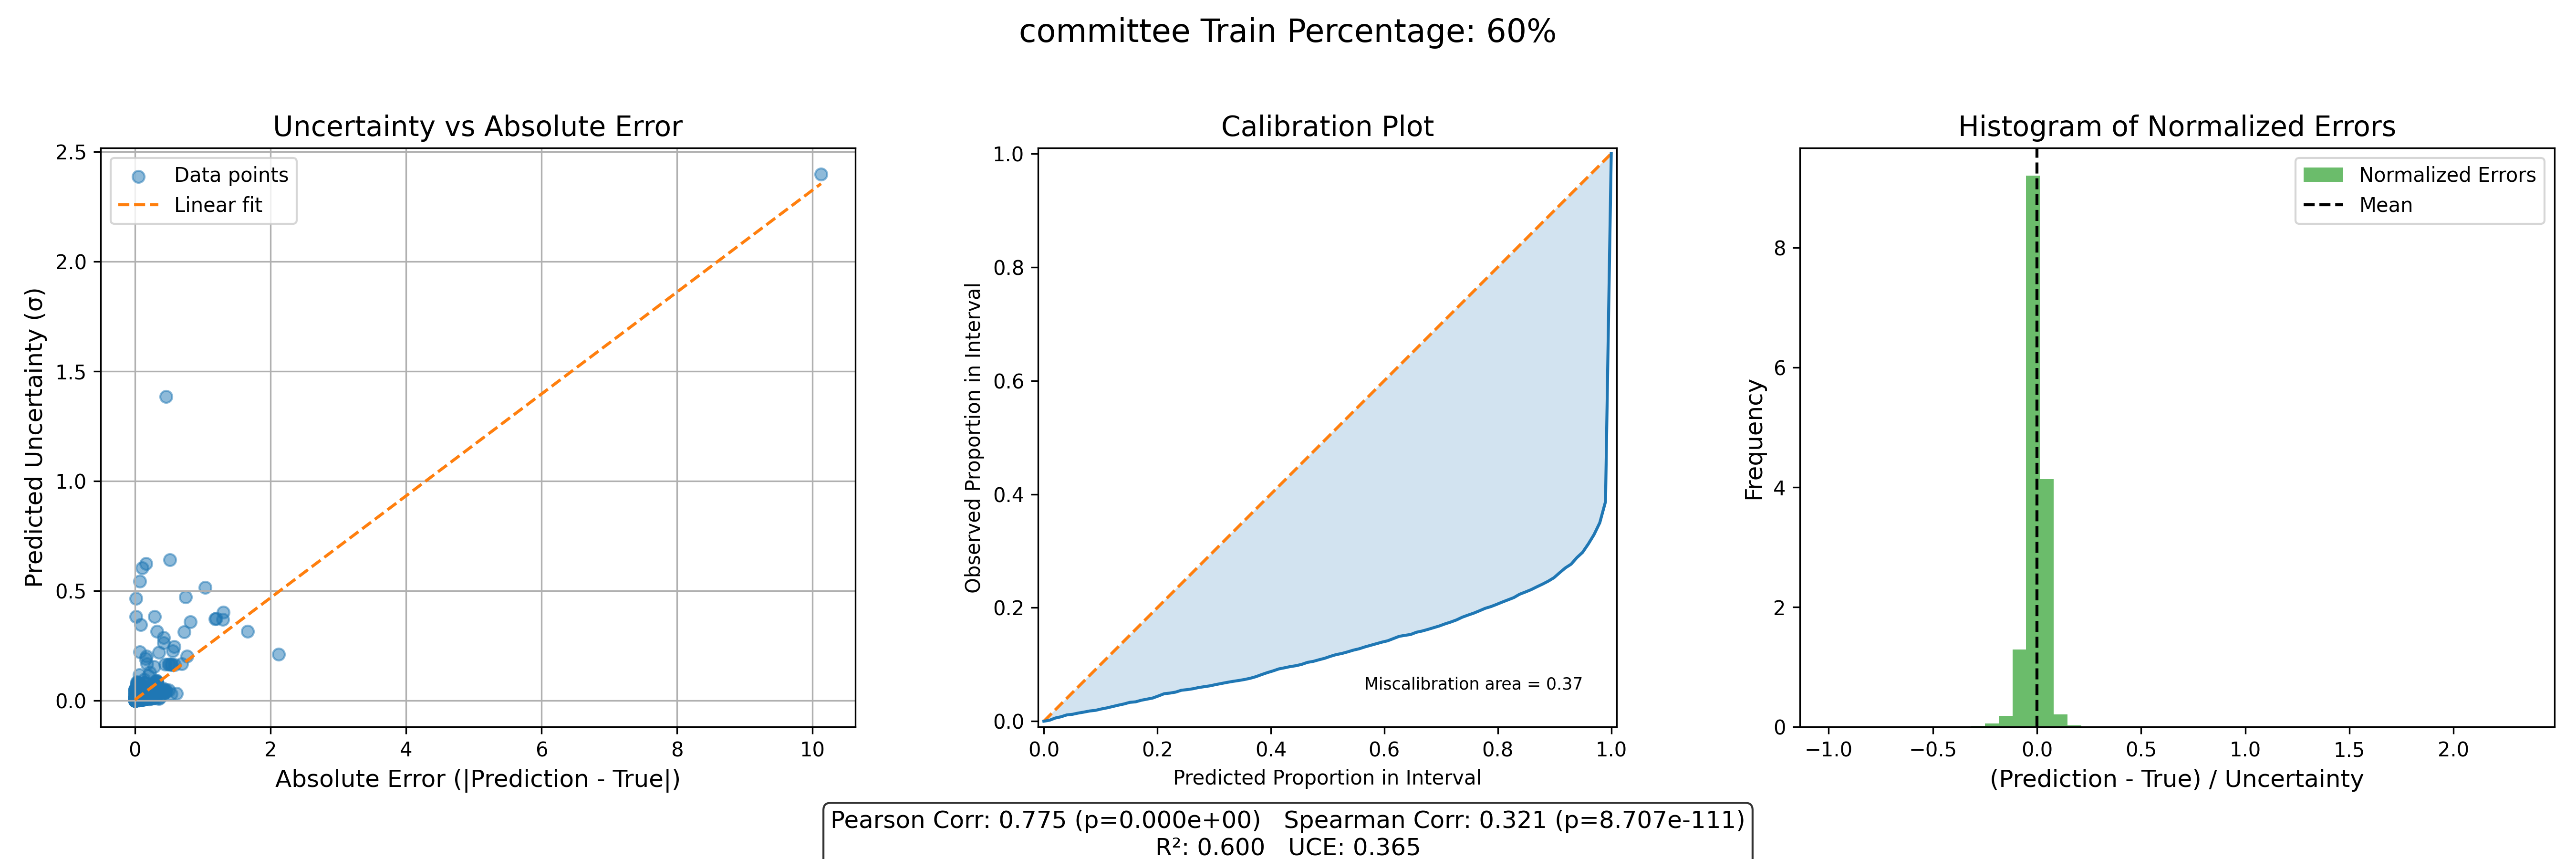 committee Train Percentage: 60%
Uncertainty vs Absolute Error
Data points
Linear fit
Predicted Uncertainty (σ)
2.5
2.0
1.5
1.0
0.5
0.0
0 2 4 6 8 10
Absolute Error (|Prediction - True|)
Calibration Plot
Observed Proportion in Interval
1.0
0.8
0.6
0.4
0.2
0.0
Miscalibration area = 0.37
0.0 0.2 0.4 0.6 0.8 1.0
Predicted Proportion in Interval
Histogram of Normalized Errors
Normalized Errors
Mean
Frequency
8
6
4
2
0
−1.0 −0.5 0.0 0.5 1.0 1.5 2.0
(Prediction - True) / Uncertainty
Pearson Corr: 0.775 (p=0.000e+00) Spearman Corr: 0.321 (p=8.707e-111)
R²: 0.600 UCE: 0.365